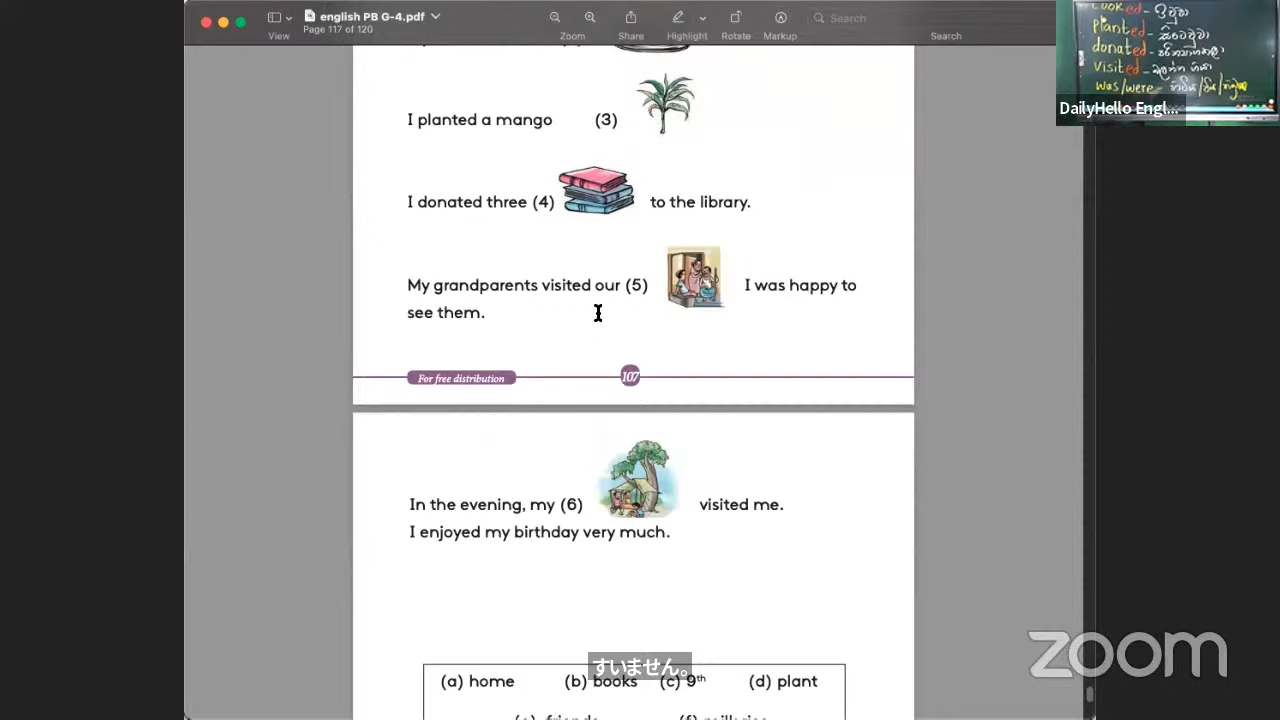 english PB G-4.pdf
Page 117 of 120
View
Zoom
Share
Highlight
Rotate
Markup
Search
Search
planted - සිටෙව්වා
donated - පරිත්‍යාග කළා
visited - බලන්න ගියා
was/were -
DailyHello Engl...
I planted a mango (3)
I donated three (4) to the library.
My grandparents visited our (5) I was happy to
see them.
For free distribution
107
In the evening, my (6) visited me.
I enjoyed my birthday very much.
すいません。
(a) home (b) books (c) 9th (d) plant
zoom